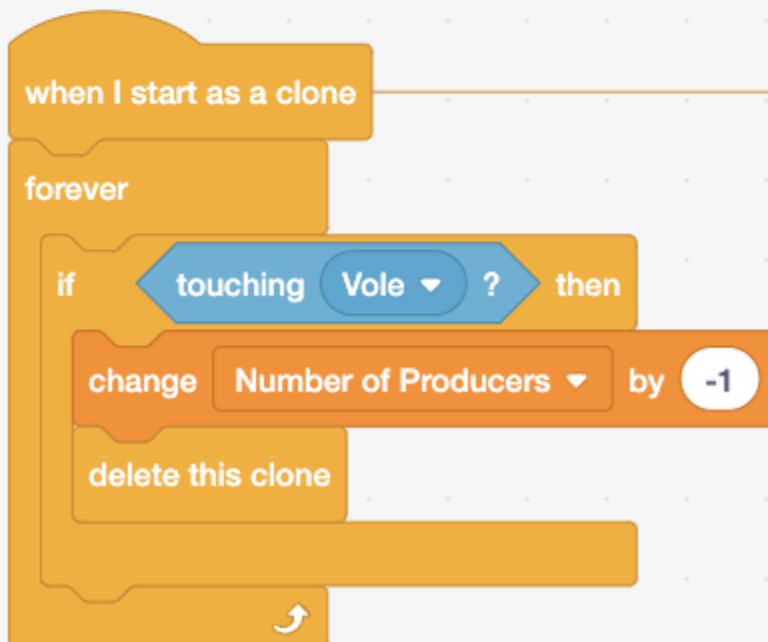 when I start as a clone
forever
if touching Vole ? then
change Number of Producers by -1
delete this clone